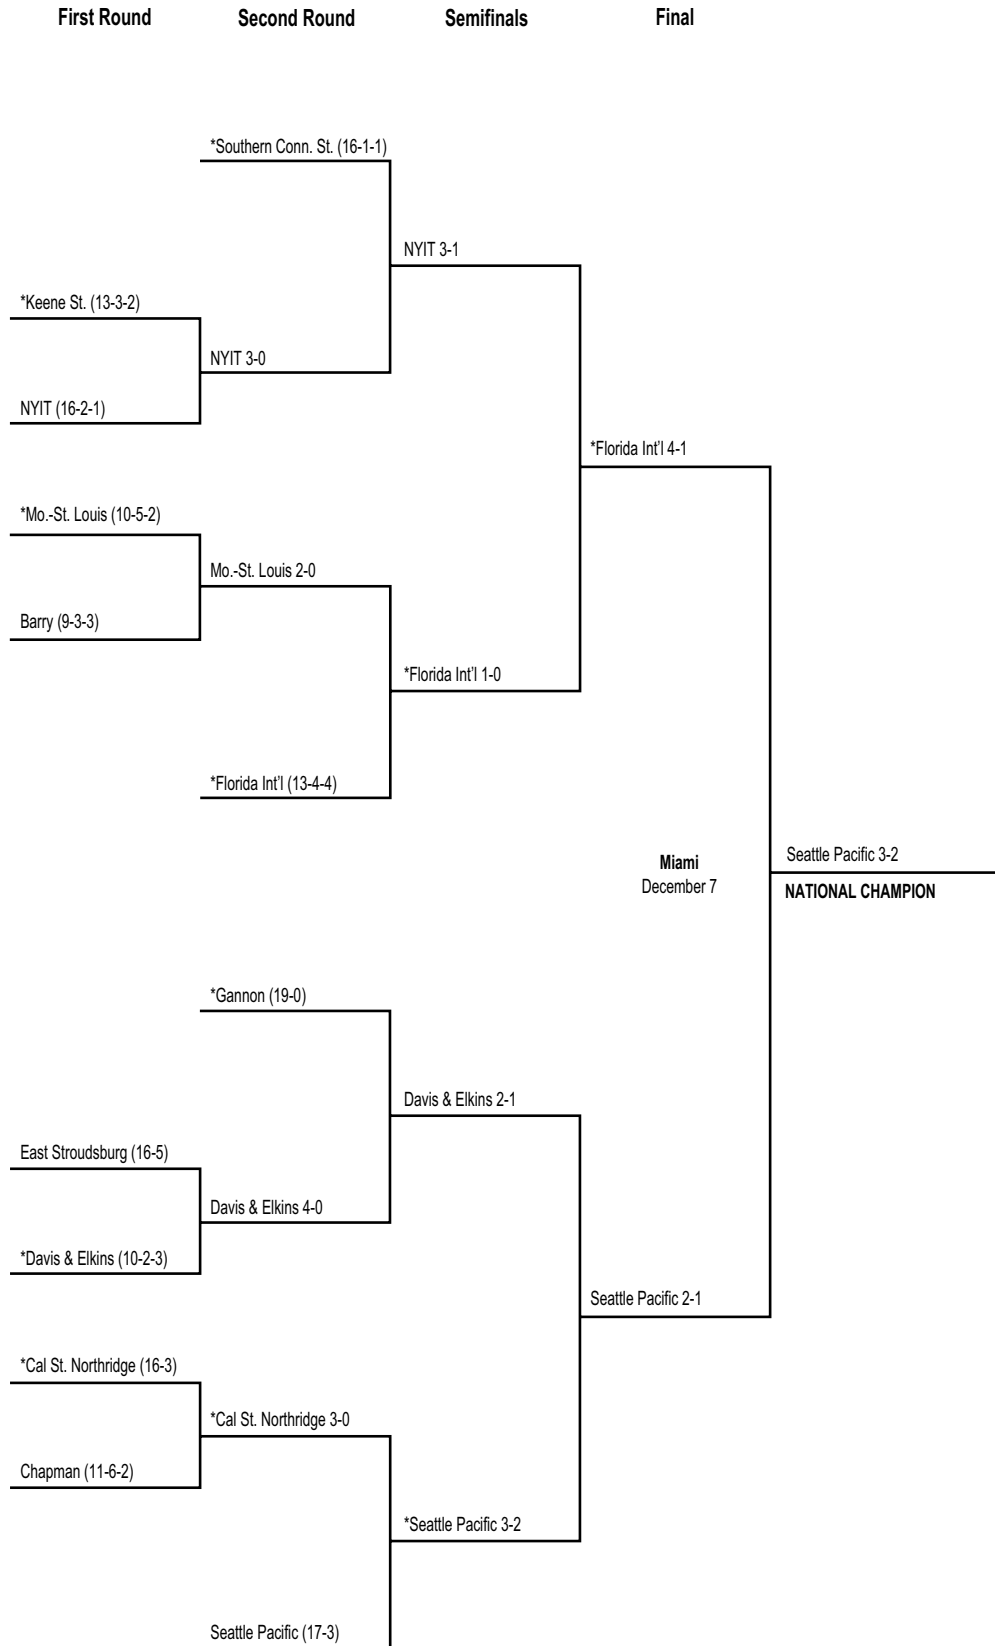 First Round Second Round Semifinals Final
*Southern Conn. St. (16-1-1)
NYIT 3-1
*Keene St. (13-3-2)
NYIT 3-0
NYIT (16-2-1)
*Florida Int’l 4-1
*Mo.-St. Louis (10-5-2)
Mo.-St. Louis 2-0
Barry (9-3-3)
*Florida Int’l 1-0
*Florida Int’l (13-4-4)
Miami
December 7
Seattle Pacific 3-2
NATIONAL CHAMPION
*Gannon (19-0)
Davis & Elkins 2-1
East Stroudsburg (16-5)
Davis & Elkins 4-0
*Davis & Elkins (10-2-3)
Seattle Pacific 2-1
*Cal St. Northridge (16-3)
*Cal St. Northridge 3-0
Chapman (11-6-2)
*Seattle Pacific 3-2
Seattle Pacific (17-3)